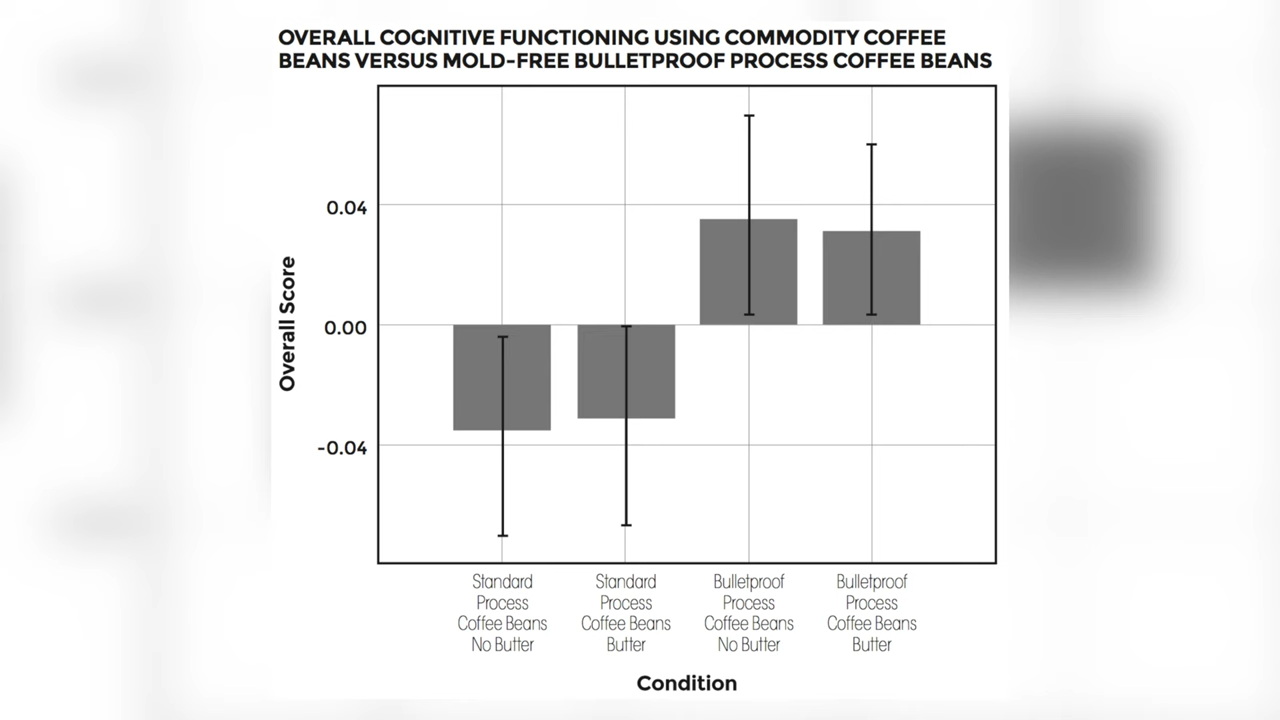 OVERALL COGNITIVE FUNCTIONING USING COMMODITY COFFEE
BEANS VERSUS MOLD-FREE BULLETPROOF PROCESS COFFEE BEANS
Overall Score
0.04
0.00
-0.04
Standard
Process
Coffee Beans
No Butter
Standard
Process
Coffee Beans
Butter
Bulletproof
Process
Coffee Beans
No Butter
Bulletproof
Process
Coffee Beans
Butter
Condition